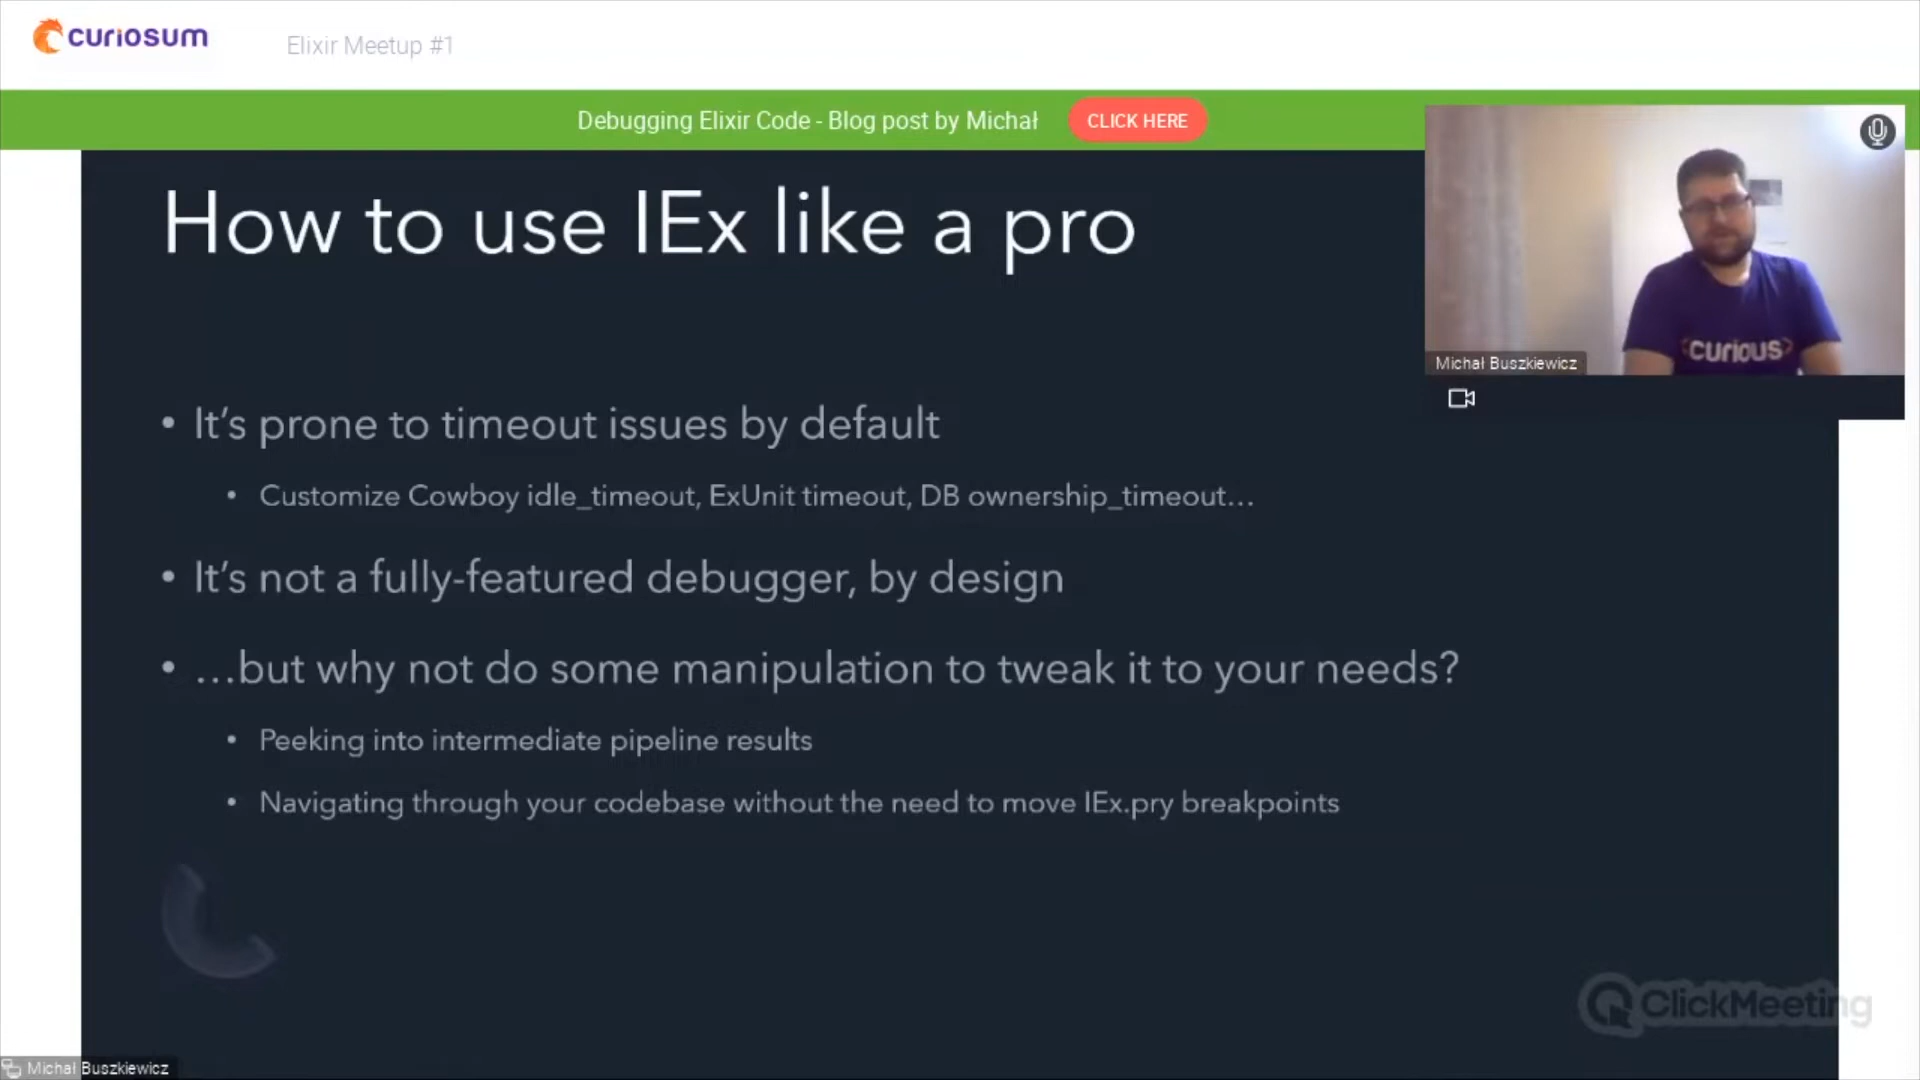 curiosum
Elixir Meetup #1
Debugging Elixir Code - Blog post by Michał
CLICK HERE
How to use IEx like a pro
<curious>
Michał Buszkiewicz
• It’s prone to timeout issues by default
• Customize Cowboy idle_timeout, ExUnit timeout, DB ownership_timeout…
• It’s not a fully-featured debugger, by design
• …but why not do some manipulation to tweak it to your needs?
• Peeking into intermediate pipeline results
• Navigating through your codebase without the need to move IEx.pry breakpoints
ClickMeeting
Michał Buszkiewicz